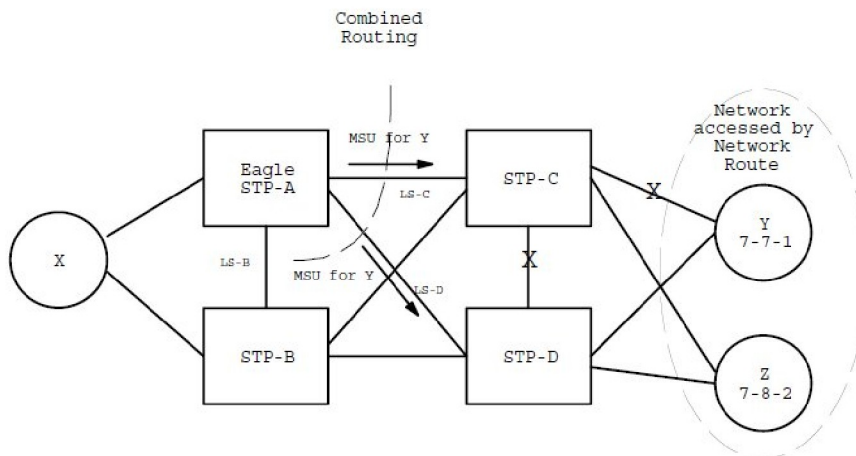 Combined
Routing
Network
accessed by
Network
Route
MSU for Y
Eagle
STP-A
STP-C
LS-C
X
Y
7-7-1
X
LS-B
MSU for Y
X
LS-D
STP-B
STP-D
Z
7-8-2